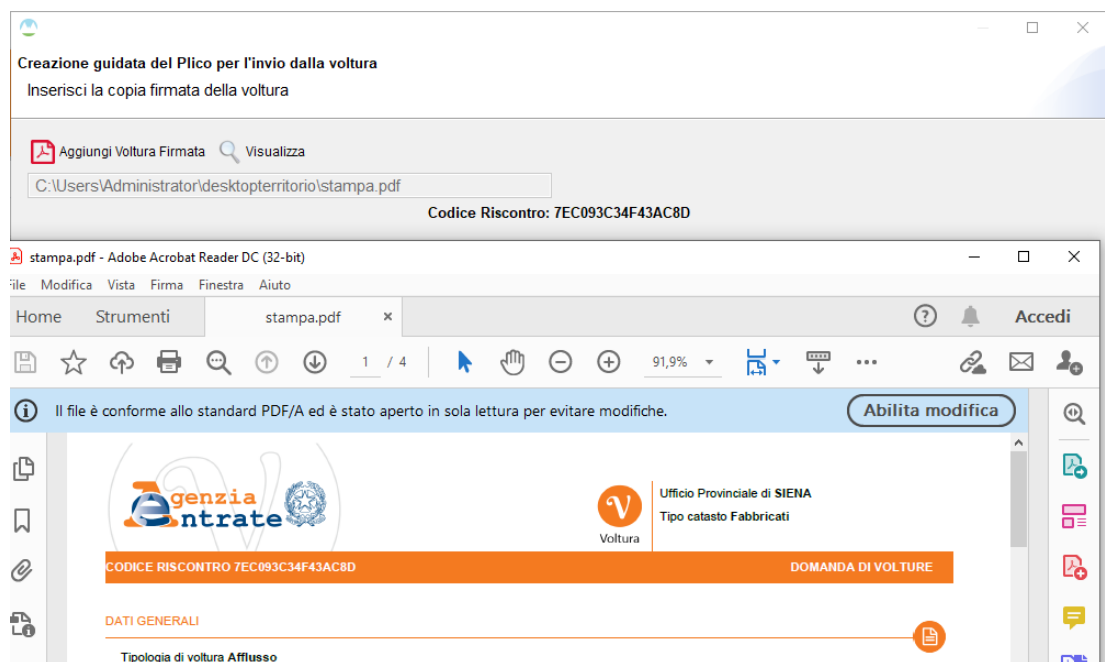 Creazione guidata del Plico per l'invio dalla voltura
Inserisci la copia firmata della voltura
Aggiungi Voltura Firmata Visualizza
C:\Users\Administrator\desktopterritorio\stampa.pdf
Codice Riscontro: 7EC093C34F43AC8D
stampa.pdf - Adobe Acrobat Reader DC (32-bit)
File Modifica Vista Firma Finestra Aiuto
Home Strumenti stampa.pdf × Accedi
1 / 4 91,9%
Il file è conforme allo standard PDF/A ed è stato aperto in sola lettura per evitare modifiche. Abilita modifica
Agenzia
Entrate
Voltura
Ufficio Provinciale di SIENA
Tipo catasto Fabbricati
CODICE RISCONTRO 7EC093C34F43AC8D DOMANDA DI VOLTURE
DATI GENERALI
Tipologia di voltura Afflusso